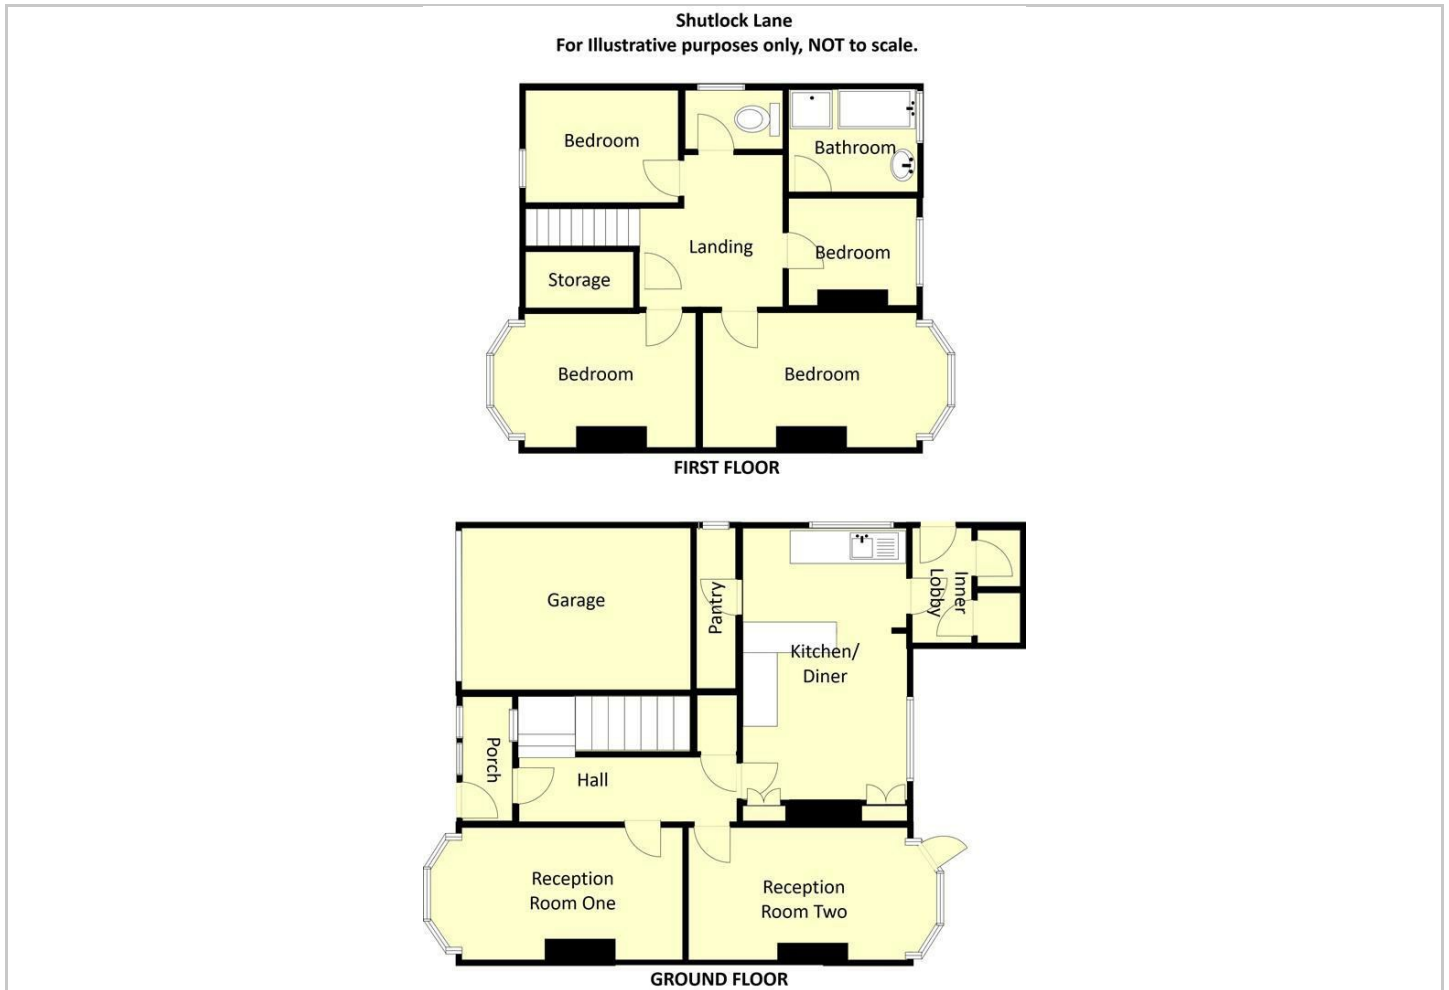 Shutlock Lane
For Illustrative purposes only, NOT to scale.
Bedroom
Bathroom
Landing
Bedroom
Storage
Bedroom
Bedroom
FIRST FLOOR
Garage
Pantry
Inner
Lobby
Kitchen/
Diner
Porch
Hall
Reception
Room One
Reception
Room Two
GROUND FLOOR